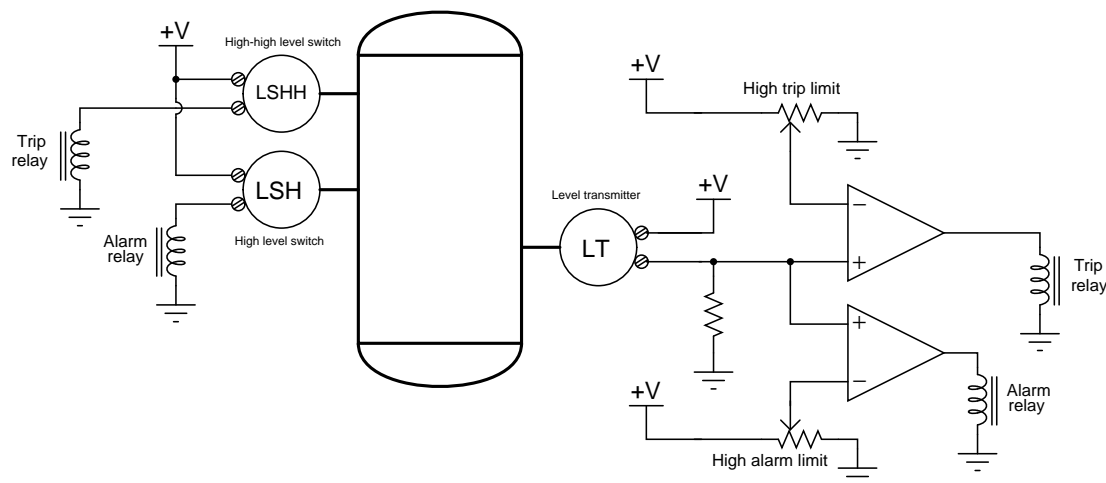 +V
High-high level switch
LSHH
Trip
relay
LSH
High level switch
Alarm
relay
+V
High trip limit
Level transmitter
+V
LT
−
+
Trip
relay
+
−
+V
High alarm limit
Alarm
relay